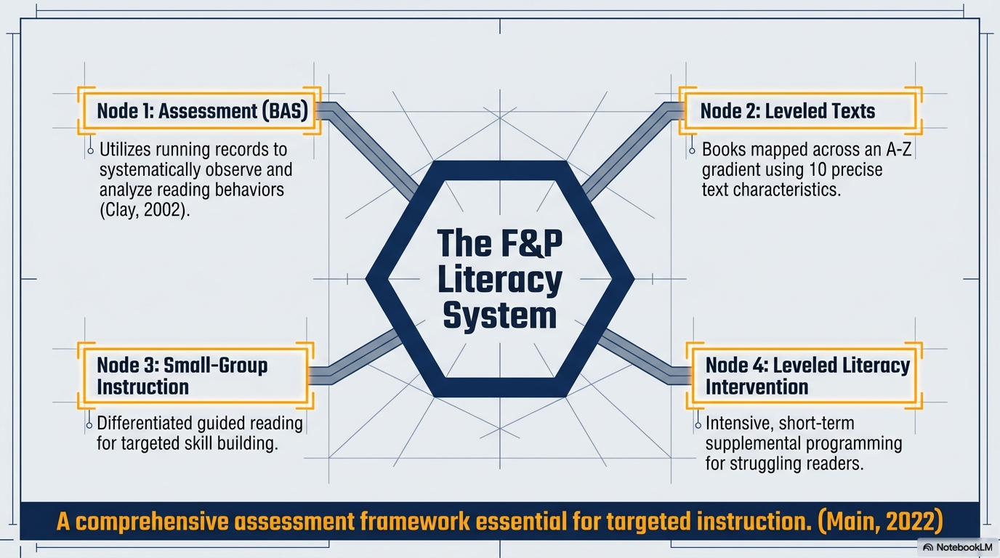 Node 1: Assessment (BAS)
Utilizes running records to
systematically observe and
analyze reading behaviors
(Clay, 2002).
Node 2: Leveled Texts
Books mapped across an A-Z
gradient using 10 precise
text characteristics.
The F&P
Literacy
System
Node 3: Small-Group
Instruction
Differentiated guided reading
for targeted skill building.
Node 4: Leveled Literacy
Intervention
Intensive, short-term
supplemental programming
for struggling readers.
A comprehensive assessment framework essential for targeted instruction. (Main, 2022)
NotebookLM